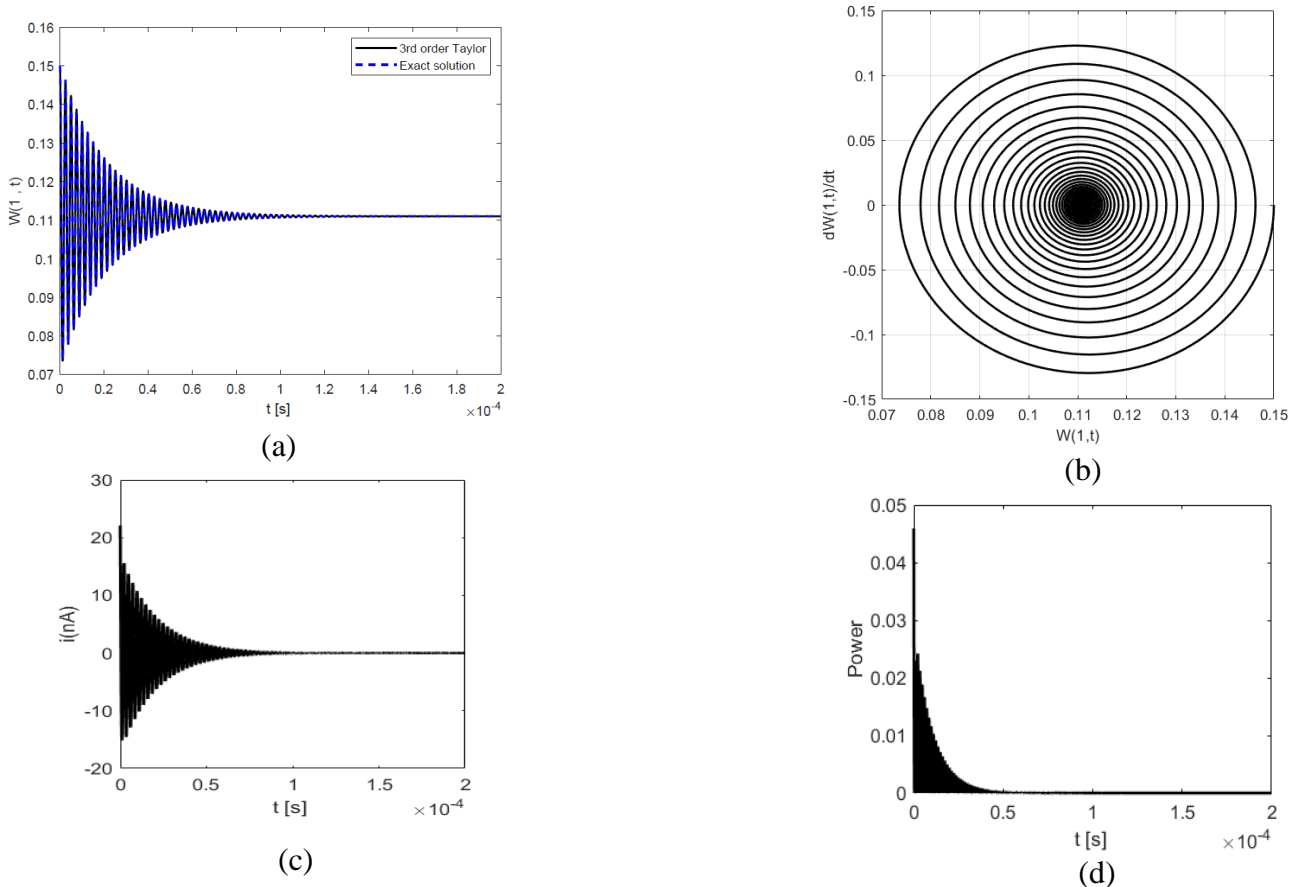 0.16
0.15
0.14
0.13
0.12
0.11
0.1
0.09
0.08
0.07
W(1 , t)
3rd order Taylor
Exact solution
0 0.2 0.4 0.6 0.8 1 1.2 1.4 1.6 1.8 2
t [s]
×10-4
(a)
0.15
0.1
0.05
0
-0.05
-0.1
-0.15
dW(1,t)/dt
0.07 0.08 0.09 0.1 0.11 0.12 0.13 0.14 0.15
W(1,t)
(b)
30
20
10
0
-10
-20
i(nA)
0 0.5 1 1.5 2
t [s]
×10-4
(c)
0.05
0.04
0.03
0.02
0.01
0
Power
0 0.5 1 1.5 2
t [s]
×10-4
(d)